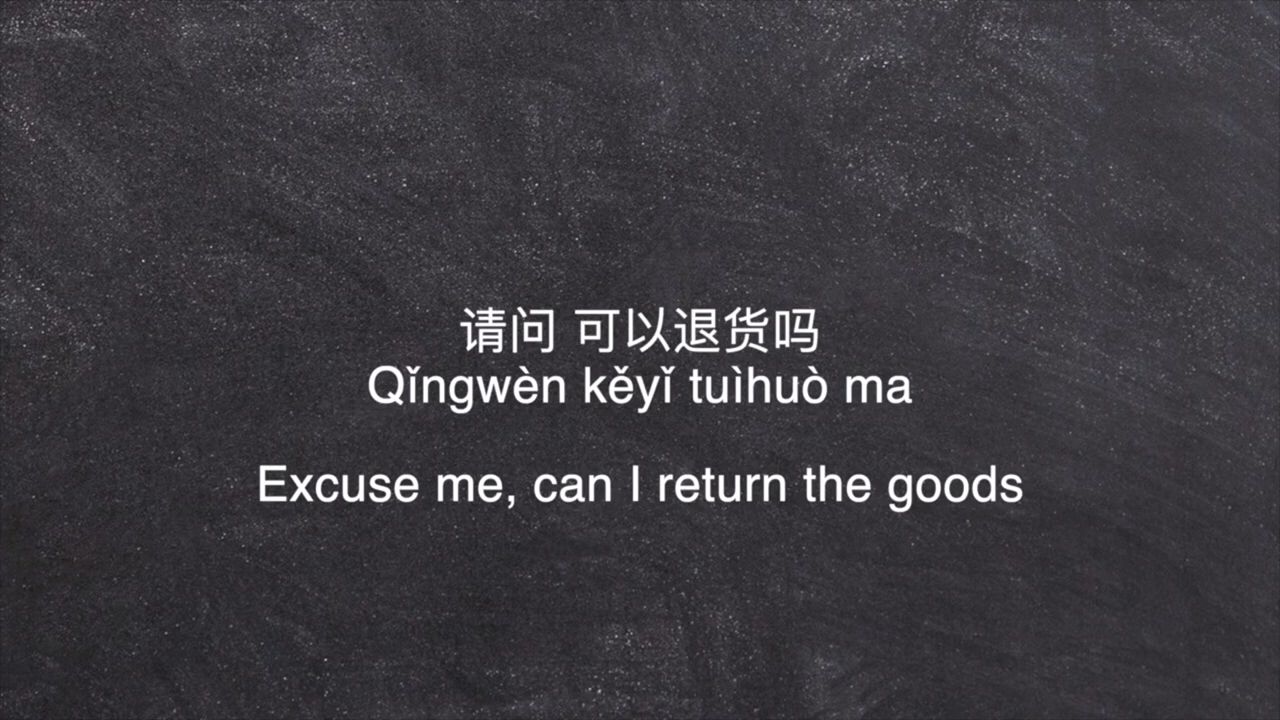 请问 可以退货吗
Qǐngwèn kěyǐ tuìhuò ma
Excuse me, can I return the goods